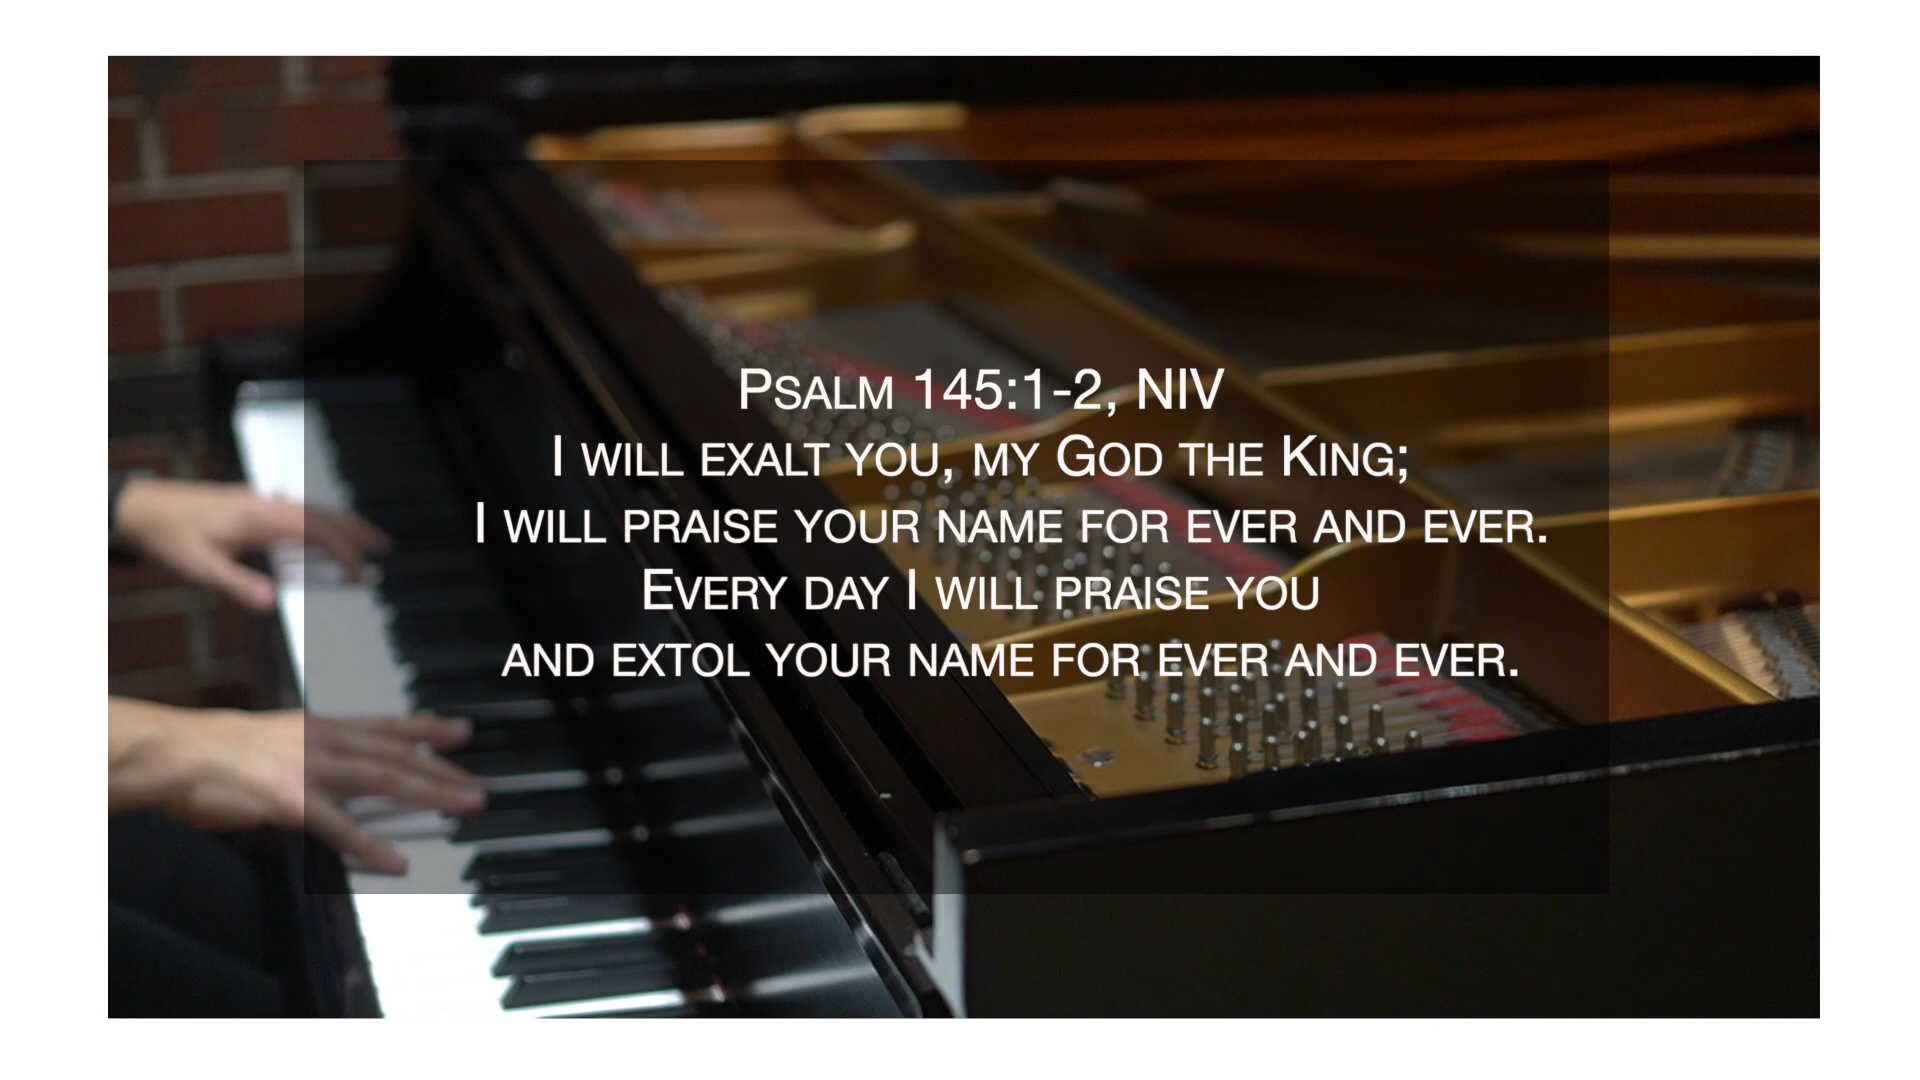 Psalm 145:1-2, NIV
I will exalt you, my God the King;
I will praise your name for ever and ever.
Every day I will praise you
and extol your name for ever and ever.